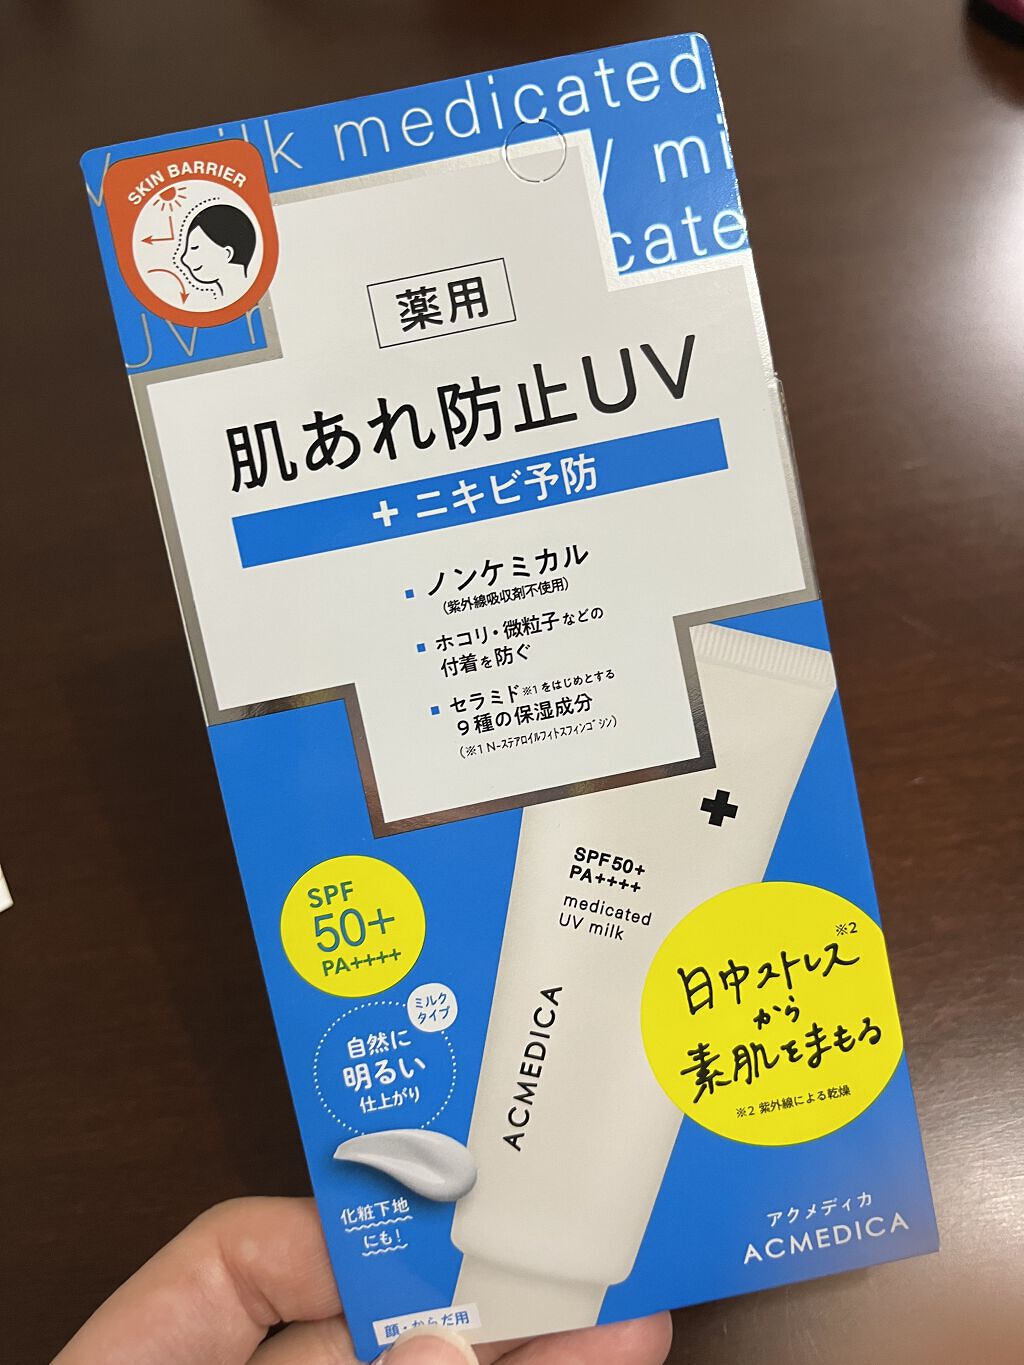 milk medicated
V mi
cate
UV
SKIN BARRIER
薬用
肌あれ防止UV
+ ニキビ予防
ノンケミカル
(紫外線吸収剤不使用)
ホコリ・微粒子などの
付着を防ぐ
セラミド※1をはじめとする
9種の保湿成分
(※1 N-ステアロイルフィトスフィンゴシン)
SPF50+
PA++++
medicated
UV milk
ACMEDICA
SPF
50+
PA++++
ミルク
タイプ
自然に
明るい
仕上がり
日中ストレス※2
から
素肌をまもる
※2 紫外線による乾燥
化粧下地
にも!
アクメディカ
ACMEDICA
顔・からだ用